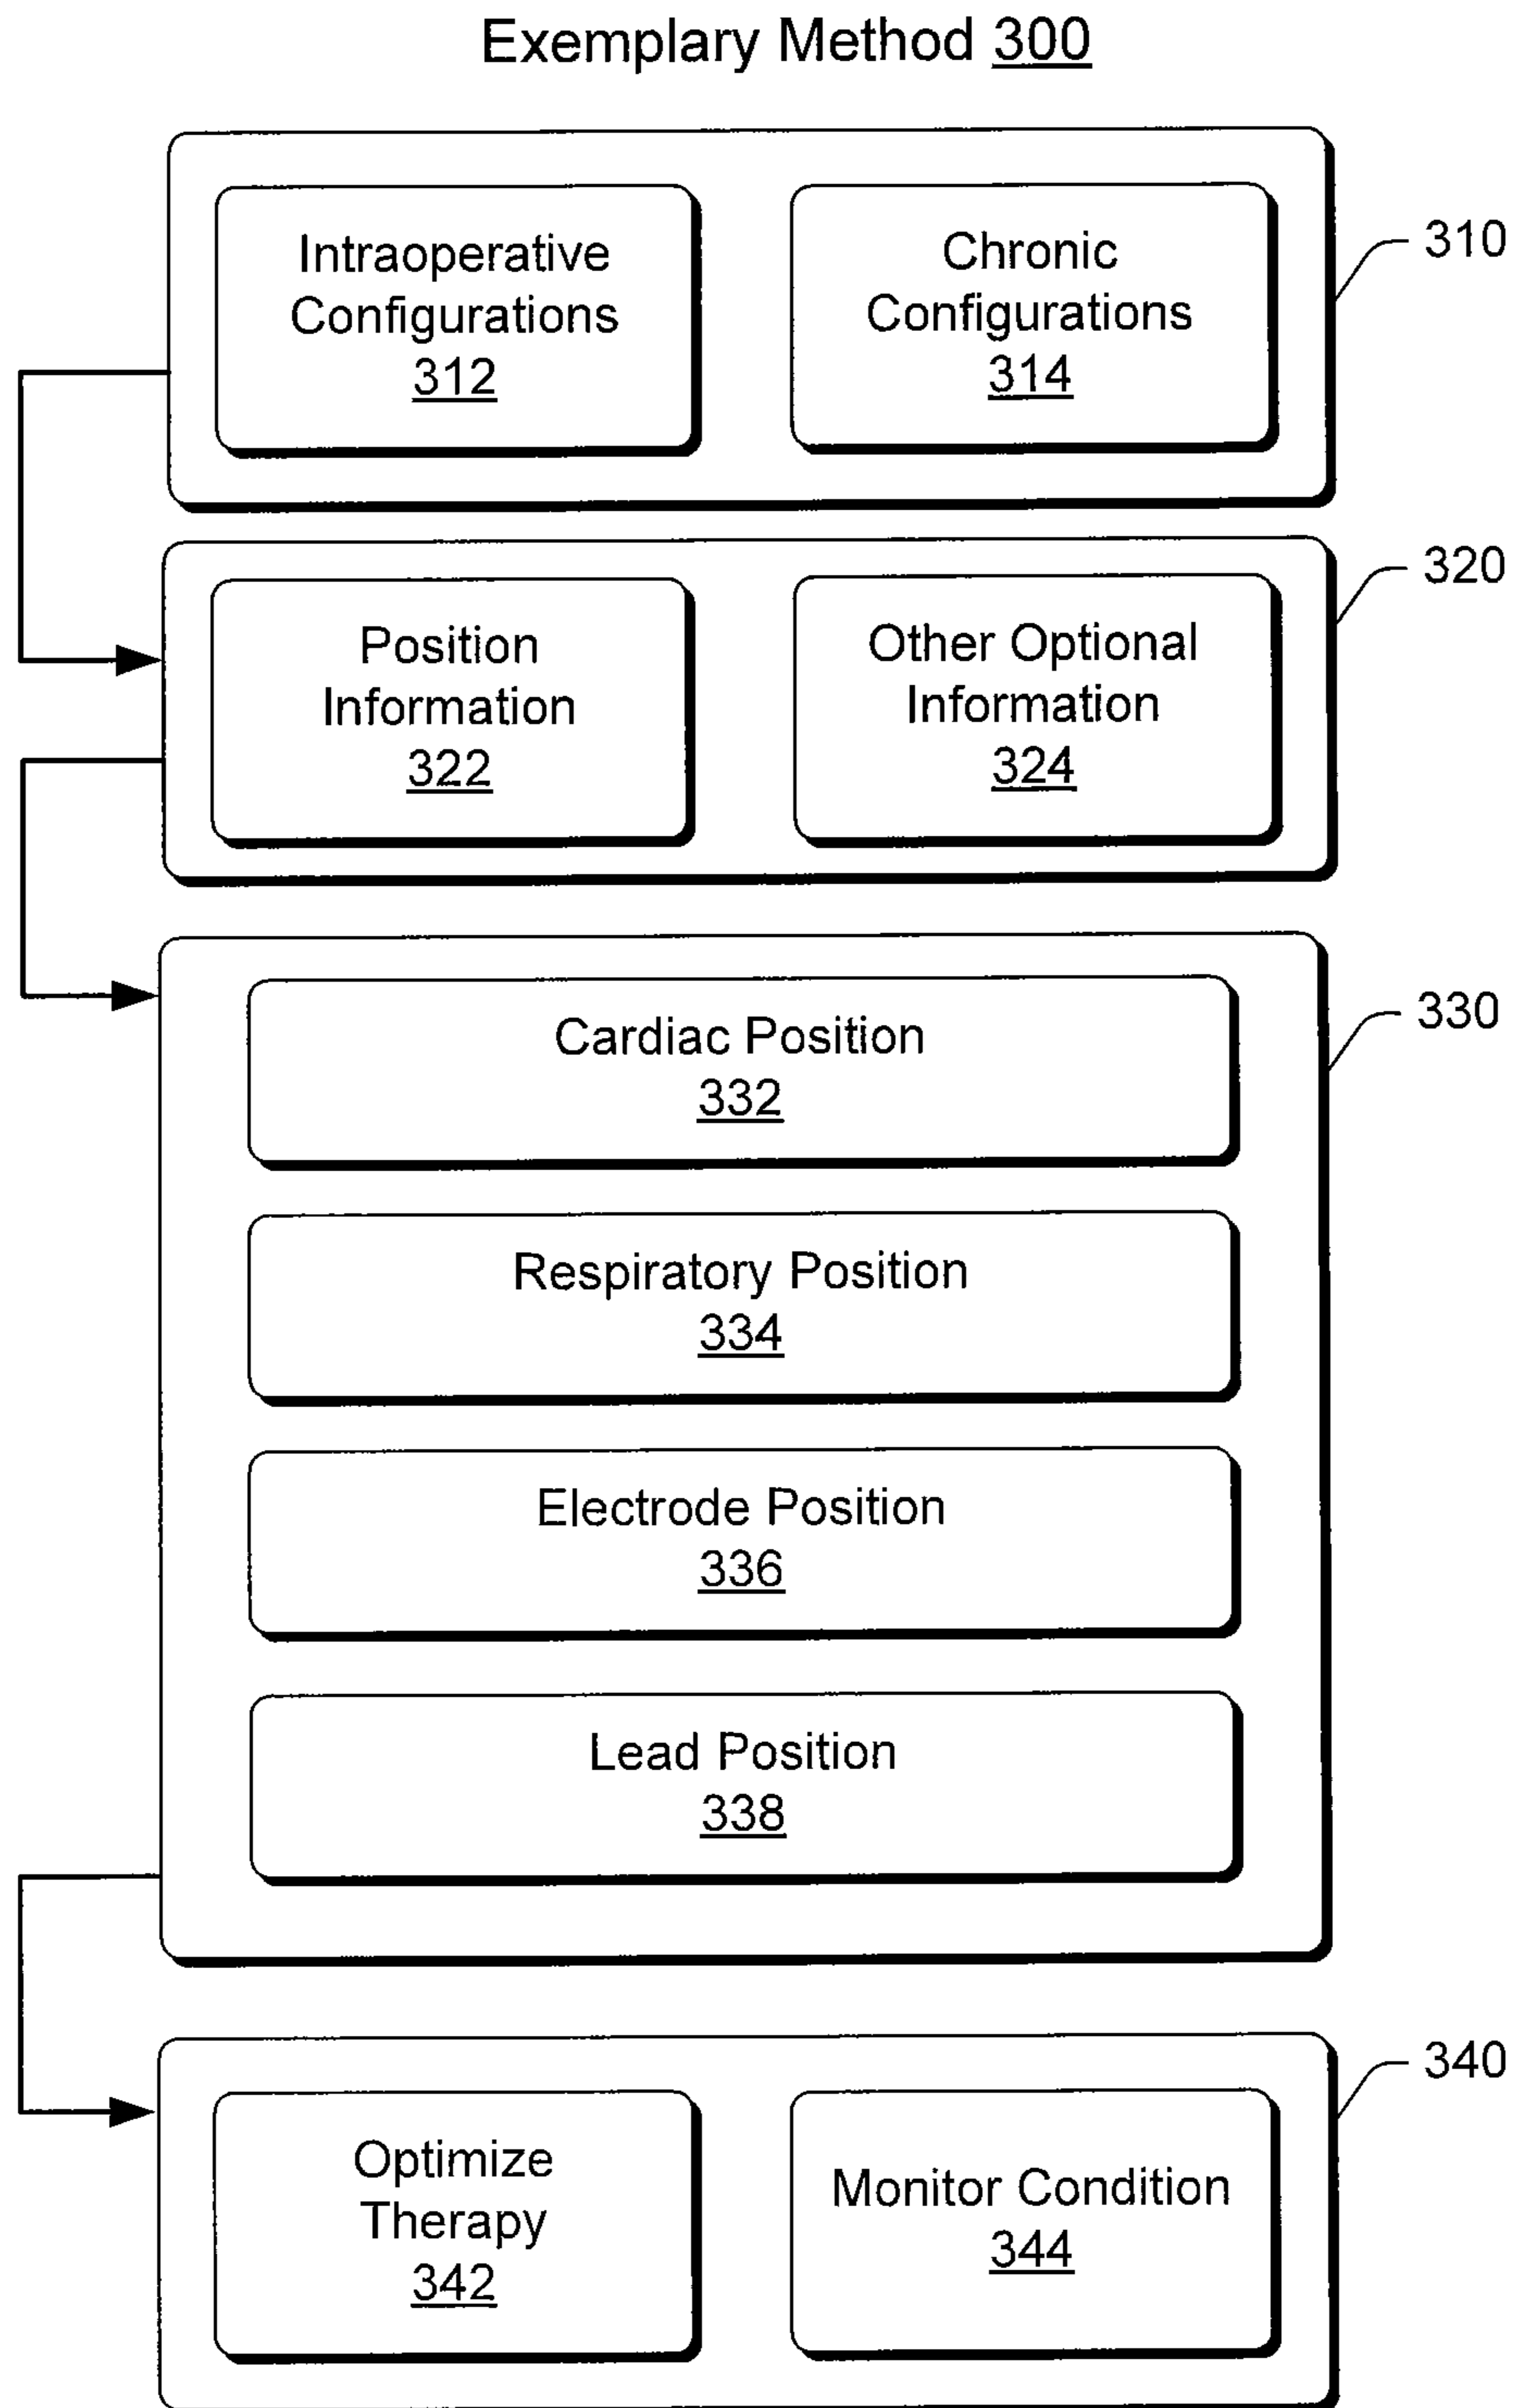 Exemplary Method 300
Intraoperative
Configurations
312
Chronic
Configurations
314
310
Position
Information
322
Other Optional
Information
324
320
Cardiac Position
332
Respiratory Position
334
Electrode Position
336
Lead Position
338
330
Optimize
Therapy
342
Monitor Condition
344
340